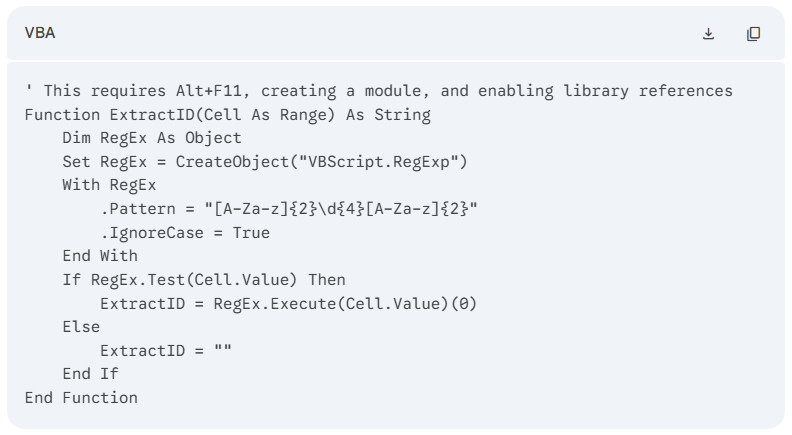 VBA
' This requires Alt+F11, creating a module, and enabling library references
Function ExtractID(Cell As Range) As String
    Dim RegEx As Object
    Set RegEx = CreateObject("VBScript.RegExp")
    With RegEx
        .Pattern = "[A-Za-z]{2}\d{4}[A-Za-z]{2}"
        .IgnoreCase = True
    End With
    If RegEx.Test(Cell.Value) Then
        ExtractID = RegEx.Execute(Cell.Value)(0)
    Else
        ExtractID = ""
    End If
End Function